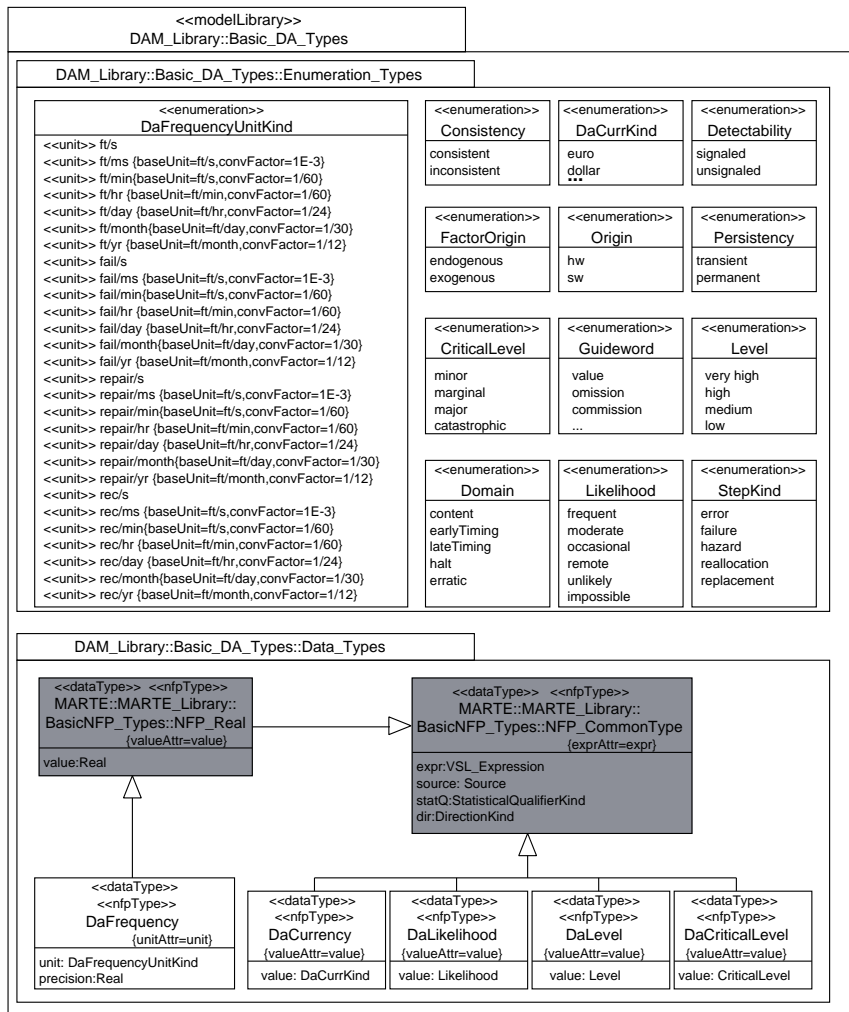 <<modelLibrary>>
DAM_Library::Basic_DA_Types
DAM_Library::Basic_DA_Types::Enumeration_Types
<<enumeration>>
DaFrequencyUnitKind
<<unit>> ft/s
<<unit>> ft/ms {baseUnit=ft/s,convFactor=1E-3}
<<unit>> ft/min{baseUnit=ft/s,convFactor=1/60}
<<unit>> ft/hr {baseUnit=ft/min,convFactor=1/60}
<<unit>> ft/day {baseUnit=ft/hr,convFactor=1/24}
<<unit>> ft/month{baseUnit=ft/day,convFactor=1/30}
<<unit>> ft/yr {baseUnit=ft/month,convFactor=1/12}
<<unit>> fail/s
<<unit>> fail/ms {baseUnit=ft/s,convFactor=1E-3}
<<unit>> fail/min{baseUnit=ft/s,convFactor=1/60}
<<unit>> fail/hr {baseUnit=ft/min,convFactor=1/60}
<<unit>> fail/day {baseUnit=ft/hr,convFactor=1/24}
<<unit>> fail/month{baseUnit=ft/day,convFactor=1/30}
<<unit>> fail/yr {baseUnit=ft/month,convFactor=1/12}
<<unit>> repair/s
<<unit>> repair/ms {baseUnit=ft/s,convFactor=1E-3}
<<unit>> repair/min{baseUnit=ft/s,convFactor=1/60}
<<unit>> repair/hr {baseUnit=ft/min,convFactor=1/60}
<<unit>> repair/day {baseUnit=ft/hr,convFactor=1/24}
<<unit>> repair/month{baseUnit=ft/day,convFactor=1/30}
<<unit>> repair/yr {baseUnit=ft/month,convFactor=1/12}
<<unit>> rec/s
<<unit>> rec/ms {baseUnit=ft/s,convFactor=1E-3}
<<unit>> rec/min{baseUnit=ft/s,convFactor=1/60}
<<unit>> rec/hr {baseUnit=ft/min,convFactor=1/60}
<<unit>> rec/day {baseUnit=ft/hr,convFactor=1/24}
<<unit>> rec/month{baseUnit=ft/day,convFactor=1/30}
<<unit>> rec/yr {baseUnit=ft/month,convFactor=1/12}
<<enumeration>>
Consistency
consistent
inconsistent
<<enumeration>>
DaCurrKind
euro
dollar
...
<<enumeration>>
Detectability
signaled
unsignaled
<<enumeration>>
FactorOrigin
endogenous
exogenous
<<enumeration>>
Origin
hw
sw
<<enumeration>>
Persistency
transient
permanent
<<enumeration>>
CriticalLevel
minor
marginal
major
catastrophic
<<enumeration>>
Guideword
value
omission
commission
...
<<enumeration>>
Level
very high
high
medium
low
<<enumeration>>
Domain
content
earlyTiming
lateTiming
halt
erratic
<<enumeration>>
Likelihood
frequent
moderate
occasional
remote
unlikely
impossible
<<enumeration>>
StepKind
error
failure
hazard
reallocation
replacement
DAM_Library::Basic_DA_Types::Data_Types
<<dataType>> <<nfpType>>
MARTE::MARTE_Library::
BasicNFP_Types::NFP_Real
{valueAttr=value}
value:Real
<<dataType>> <<nfpType>>
MARTE::MARTE_Library::
BasicNFP_Types::NFP_CommonType
{exprAttr=expr}
expr:VSL_Expression
source: Source
statQ:StatisticalQualifierKind
dir:DirectionKind
<<dataType>>
<<nfpType>>
DaFrequency
{unitAttr=unit}
unit: DaFrequencyUnitKind
precision:Real
<<dataType>>
<<nfpType>>
DaCurrency
{valueAttr=value}
value: DaCurrKind
<<dataType>>
<<nfpType>>
DaLikelihood
{valueAttr=value}
value: Likelihood
<<dataType>>
<<nfpType>>
DaLevel
{valueAttr=value}
value: Level
<<dataType>>
<<nfpType>>
DaCriticalLevel
{valueAttr=value}
value: CriticalLevel